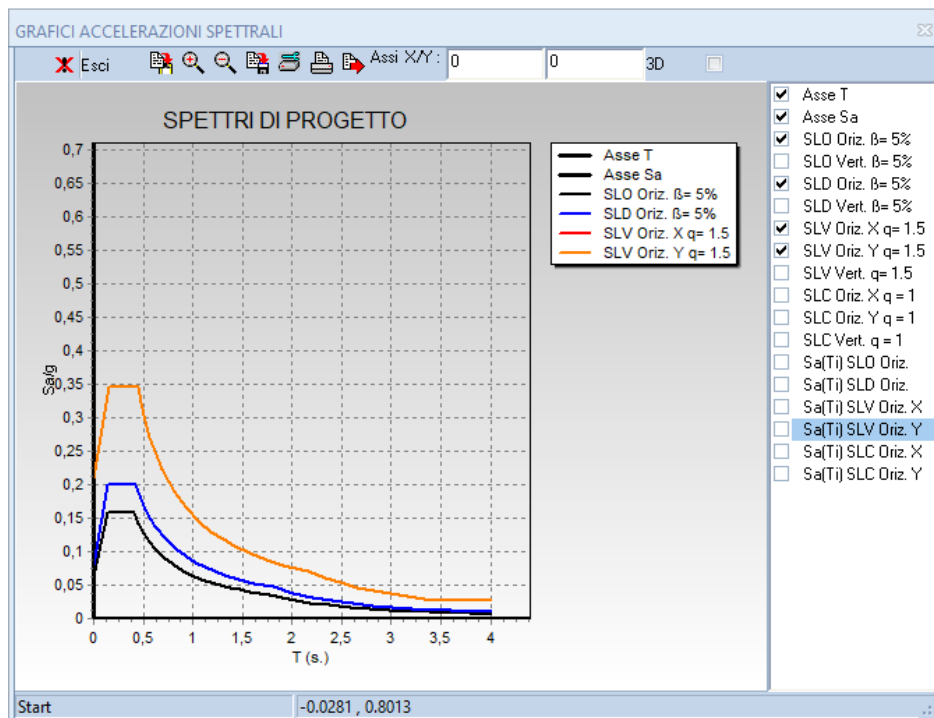 GRAFICI ACCELERAZIONI SPETTRALI
Esci Assi X/Y : 0 0 3D
SPETTRI DI PROGETTO
0,7
0,65
0,6
0,55
0,5
0,45
0,4
0,35
0,3
0,25
0,2
0,15
0,1
0,05
0
Sa/g
0 0,5 1 1,5 2 2,5 3 3,5 4
T (s.)
Asse T
Asse Sa
SLO Oriz. ß= 5%
SLD Oriz. ß= 5%
SLV Oriz. X q= 1.5
SLV Oriz. Y q= 1.5
Asse T
Asse Sa
SLO Oriz. ß= 5%
SLO Vert. ß= 5%
SLD Oriz. ß= 5%
SLD Vert. ß= 5%
SLV Oriz. X q= 1.5
SLV Oriz. Y q= 1.5
SLV Vert. q= 1.5
SLC Oriz. X q = 1
SLC Oriz. Y q = 1
SLC Vert. q = 1
Sa(Ti) SLO Oriz.
Sa(Ti) SLD Oriz.
Sa(Ti) SLV Oriz. X
Sa(Ti) SLV Oriz. Y
Sa(Ti) SLC Oriz. X
Sa(Ti) SLC Oriz. Y
Start -0.0281 , 0.8013